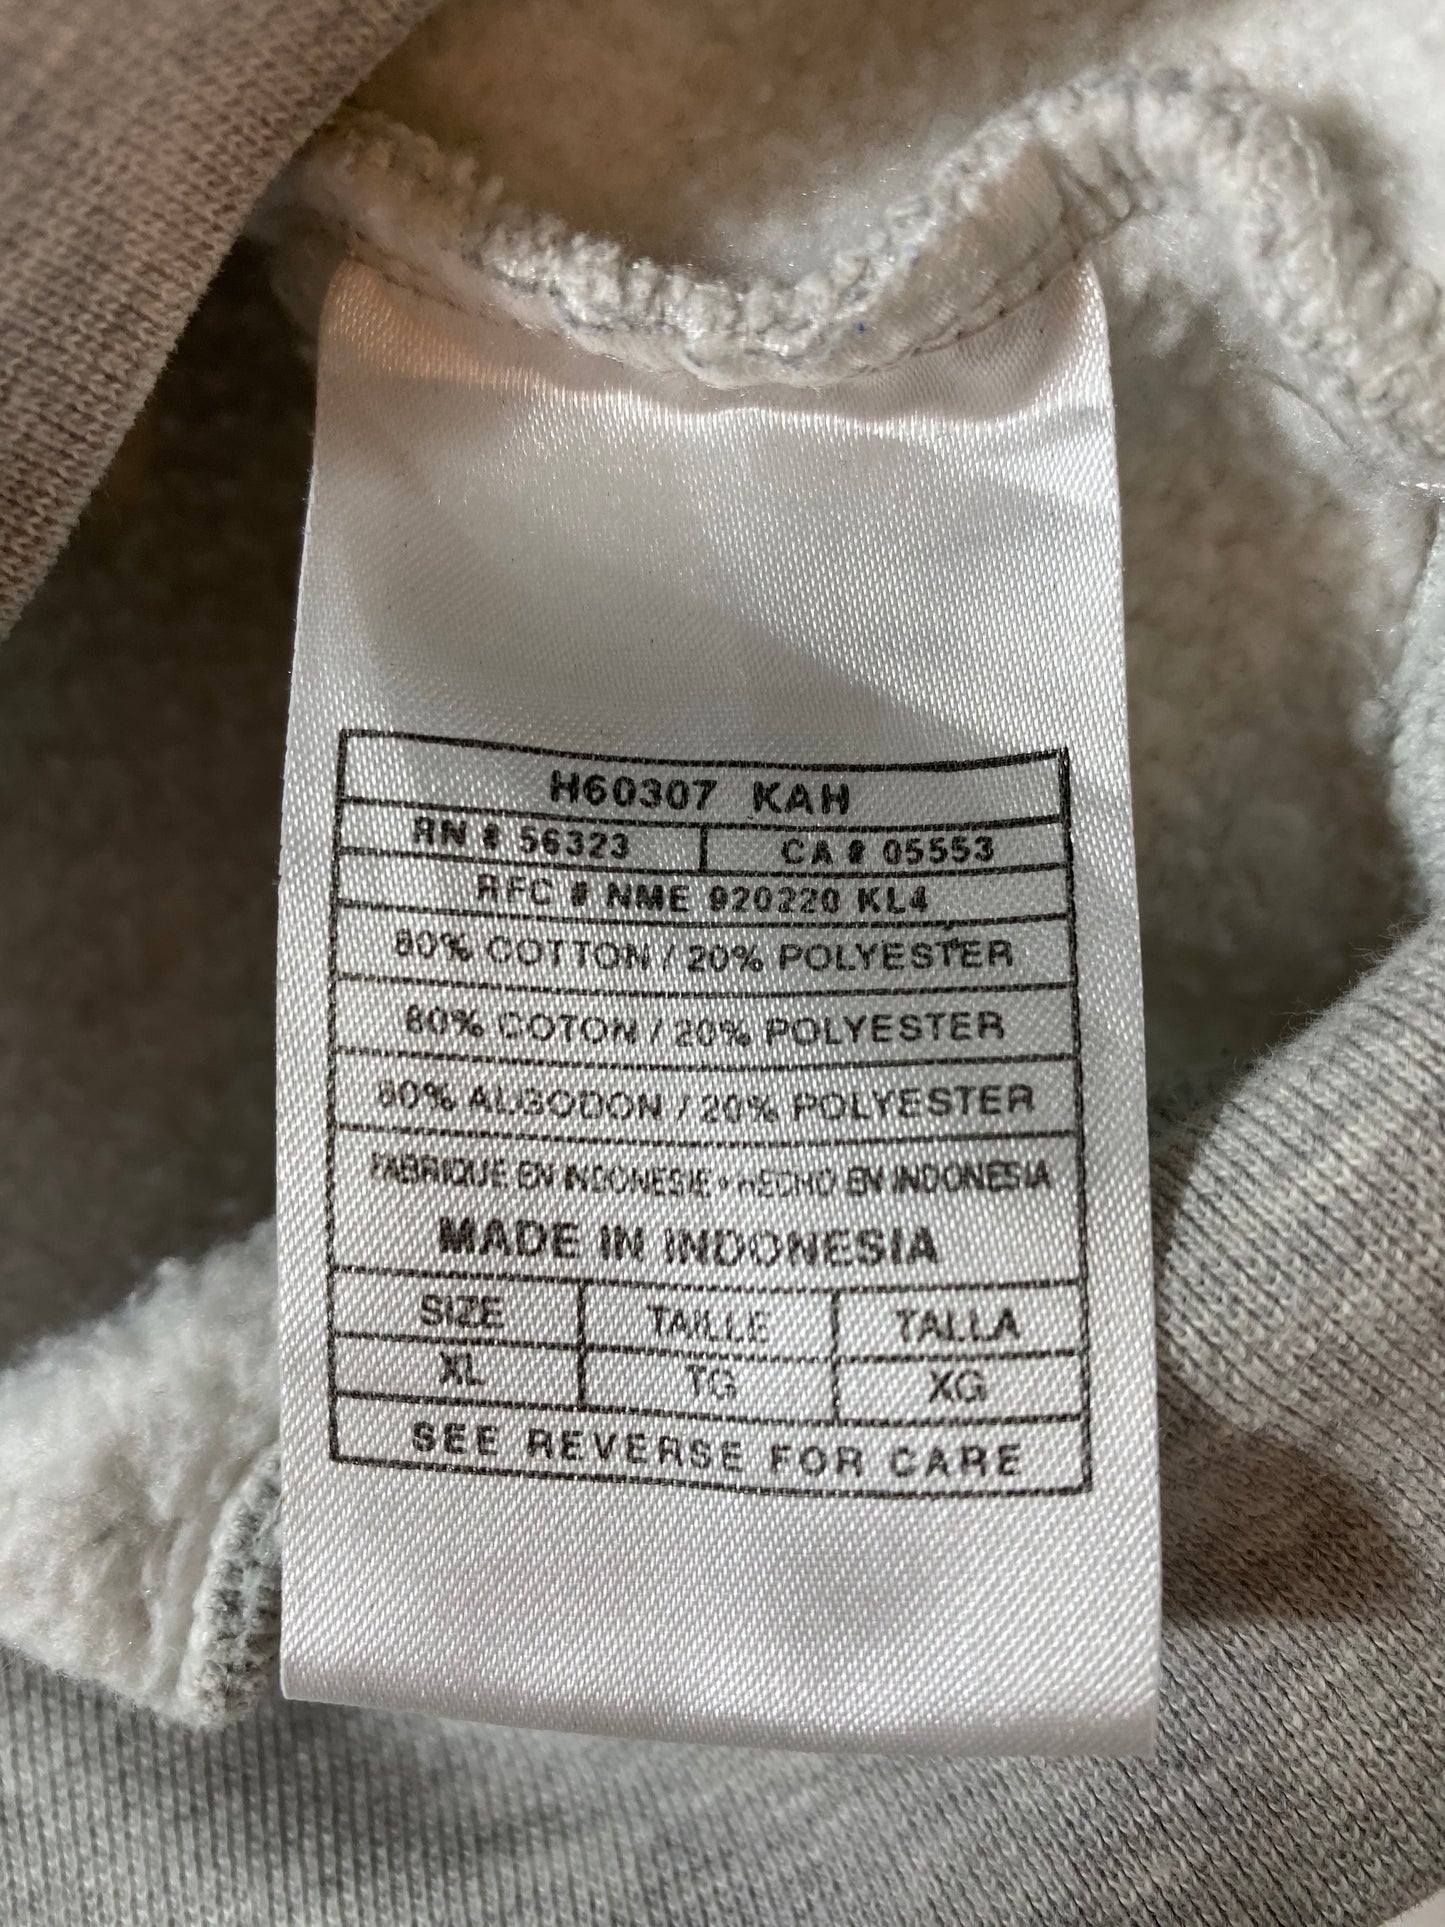 H60307 KAH
RN # 56323 CA # 05553
RFC # NME 920220 KL4
80% COTTON / 20% POLYESTER
80% COTON / 20% POLYESTER
80% ALGODON / 20% POLYESTER
FABRIQUE EN INDONESIE • HECHO EN INDONESIA
MADE IN INDONESIA
SIZE TAILLE TALLA
XL TG XG
SEE REVERSE FOR CARE